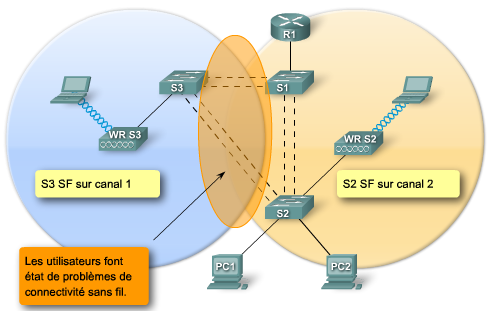 R1
S3
S1
WR S3
WR S2
S3 SF sur canal 1
S2 SF sur canal 2
S2
Les utilisateurs font
état de problèmes de
connectivité sans fil.
PC1
PC2